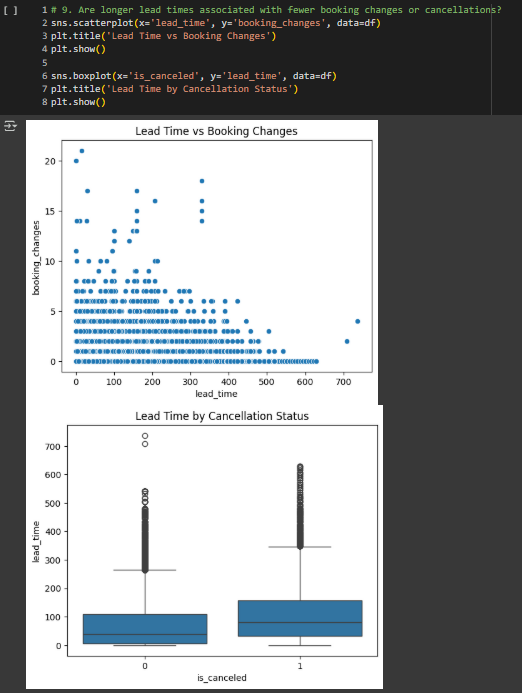 [ ]
1 # 9. Are longer lead times associated with fewer booking changes or cancellations?
2 sns.scatterplot(x='lead_time', y='booking_changes', data=df)
3 plt.title('Lead Time vs Booking Changes')
4 plt.show()
5
6 sns.boxplot(x='is_canceled', y='lead_time', data=df)
7 plt.title('Lead Time by Cancellation Status')
8 plt.show()
Lead Time vs Booking Changes
20
15
10
5
0
booking_changes
0 100 200 300 400 500 600 700
lead_time
Lead Time by Cancellation Status
700
600
500
400
300
200
100
0
lead_time
0 1
is_canceled